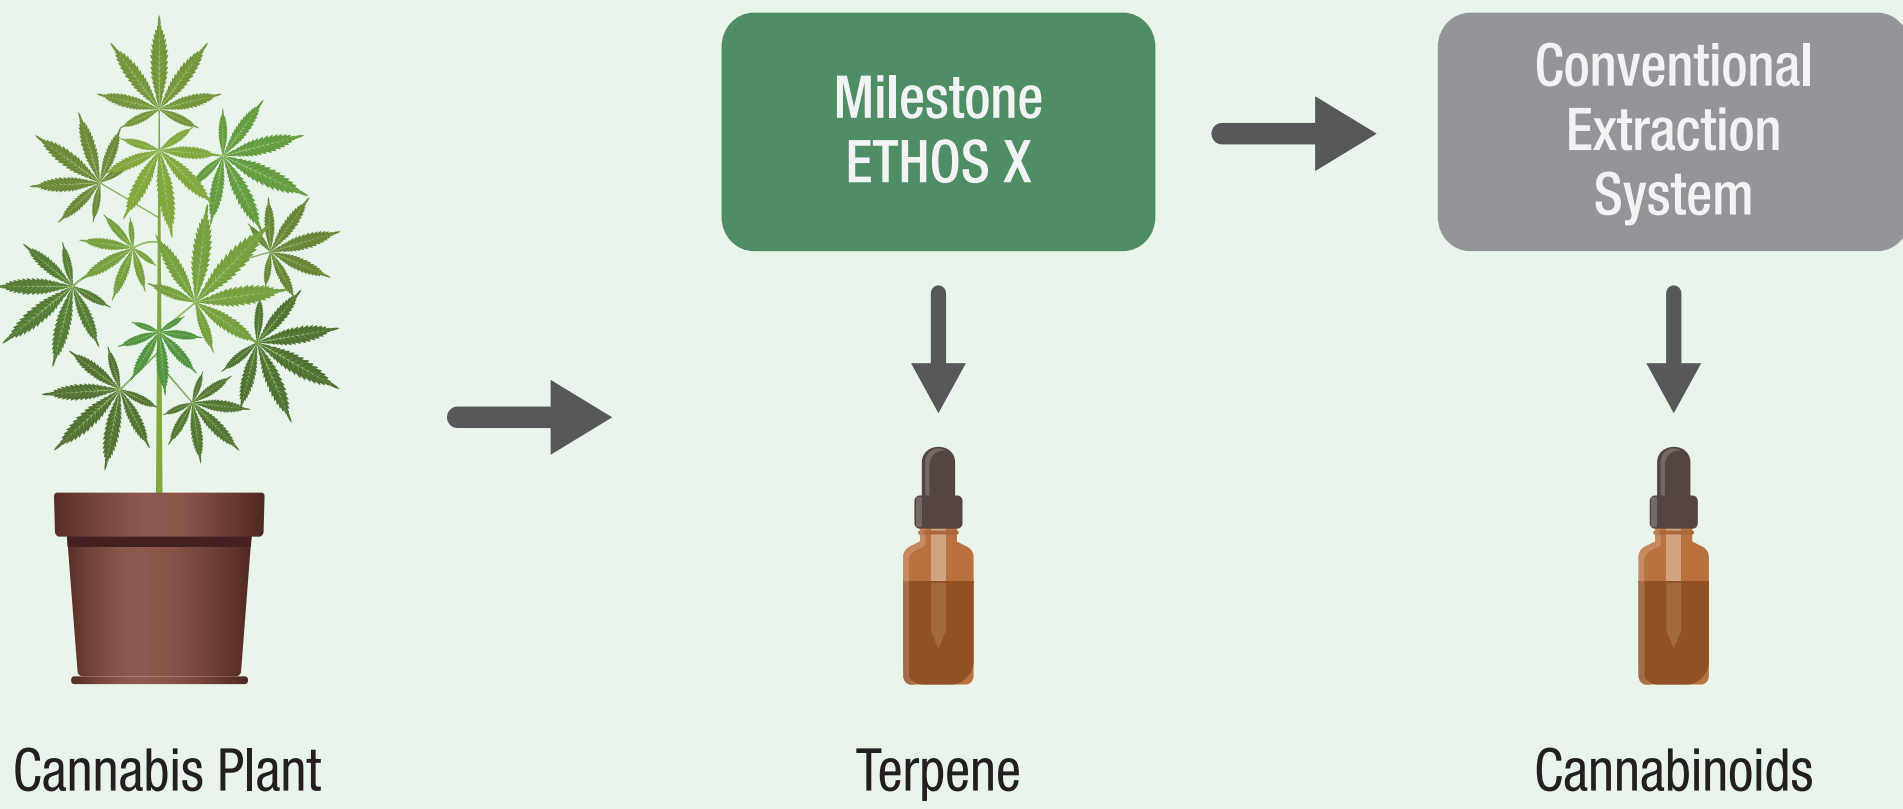 Milestone
ETHOS X
Conventional
Extraction
System
Cannabis Plant
Terpene
Cannabinoids